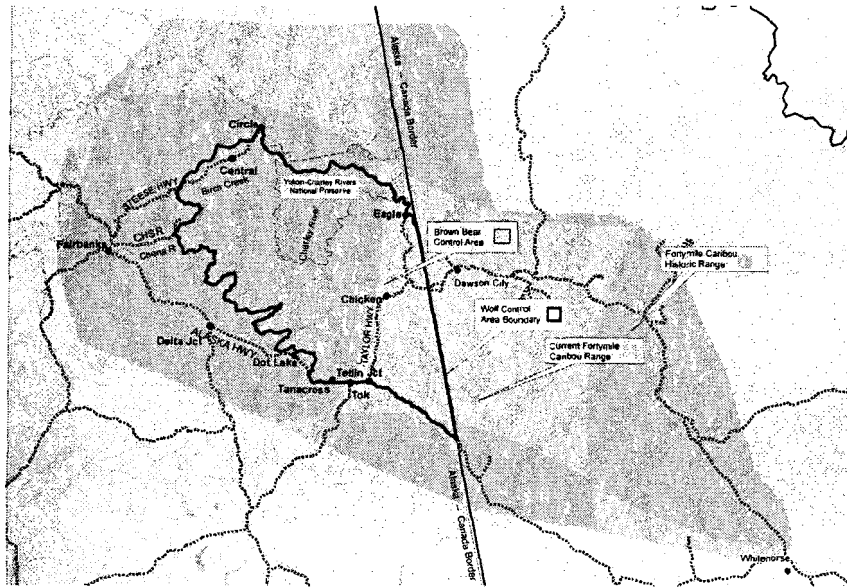 Alaska - Canada Border
Circle
Central
STEESE HWY
Birch Creek
Yukon-Charley Rivers
National Preserve
Charley River
Eagle
CHSR
Chena R
Fairbanks
Brown Bear
Control Area
Fortymile Caribou
Historic Range
Dawson City
Chicken
Wolf Control
Area Boundary
Delta Jct
ALASKA HWY
TAYLOR HWY
Current Fortymile
Caribou Range
Dot Lake
Tetlin Jct
Tanacross
Tok
Alaska - Canada Border
Whitehorse